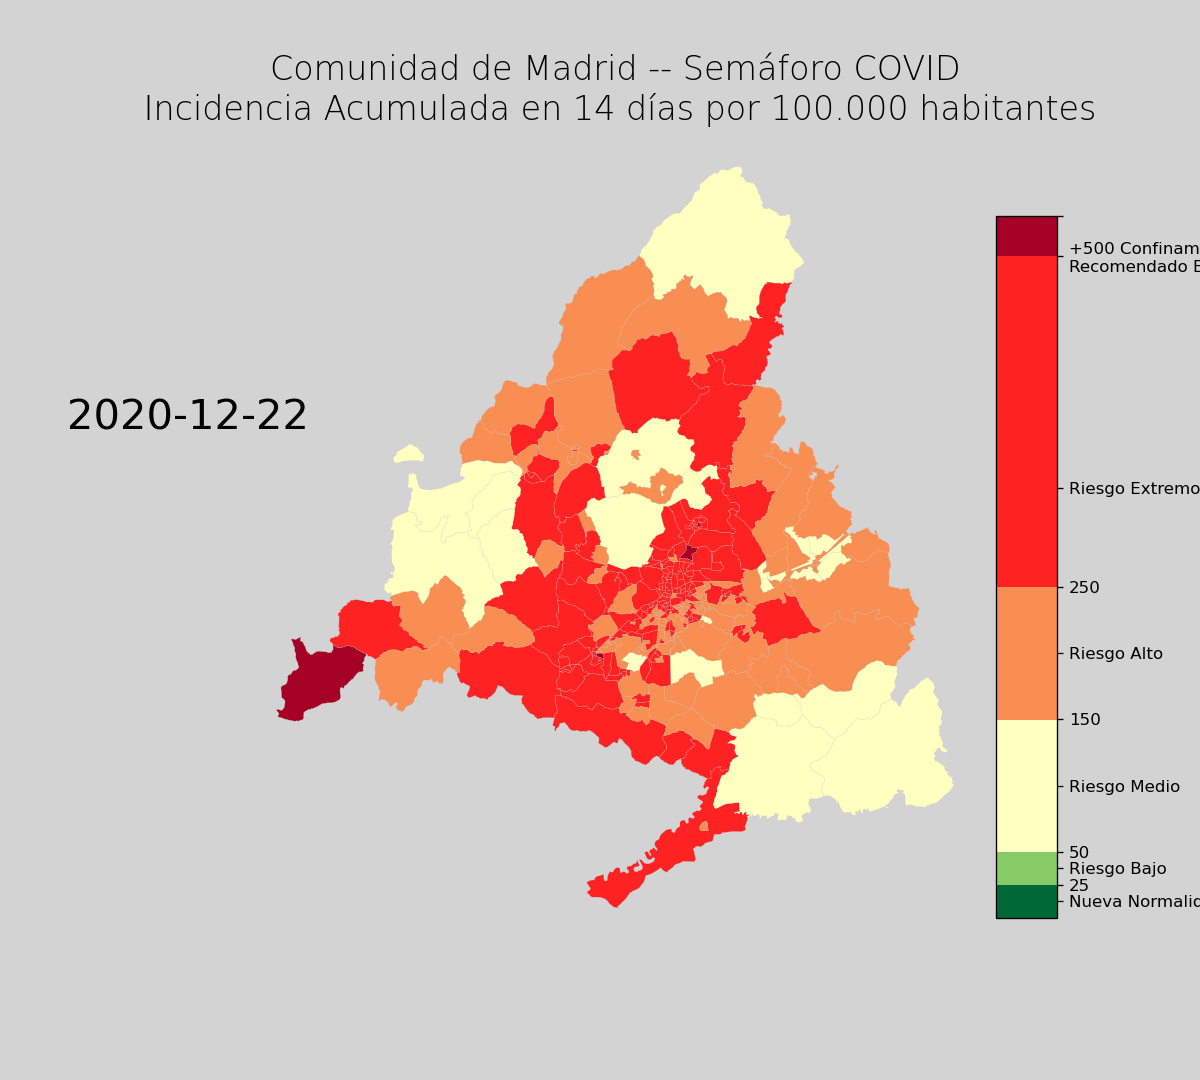 Comunidad de Madrid -- Semáforo COVID
Incidencia Acumulada en 14 días por 100.000 habitantes
2020-12-22
+500 Confinam
Recomendado E
Riesgo Extremo
250
Riesgo Alto
150
Riesgo Medio
50
Riesgo Bajo
25
Nueva Normalid